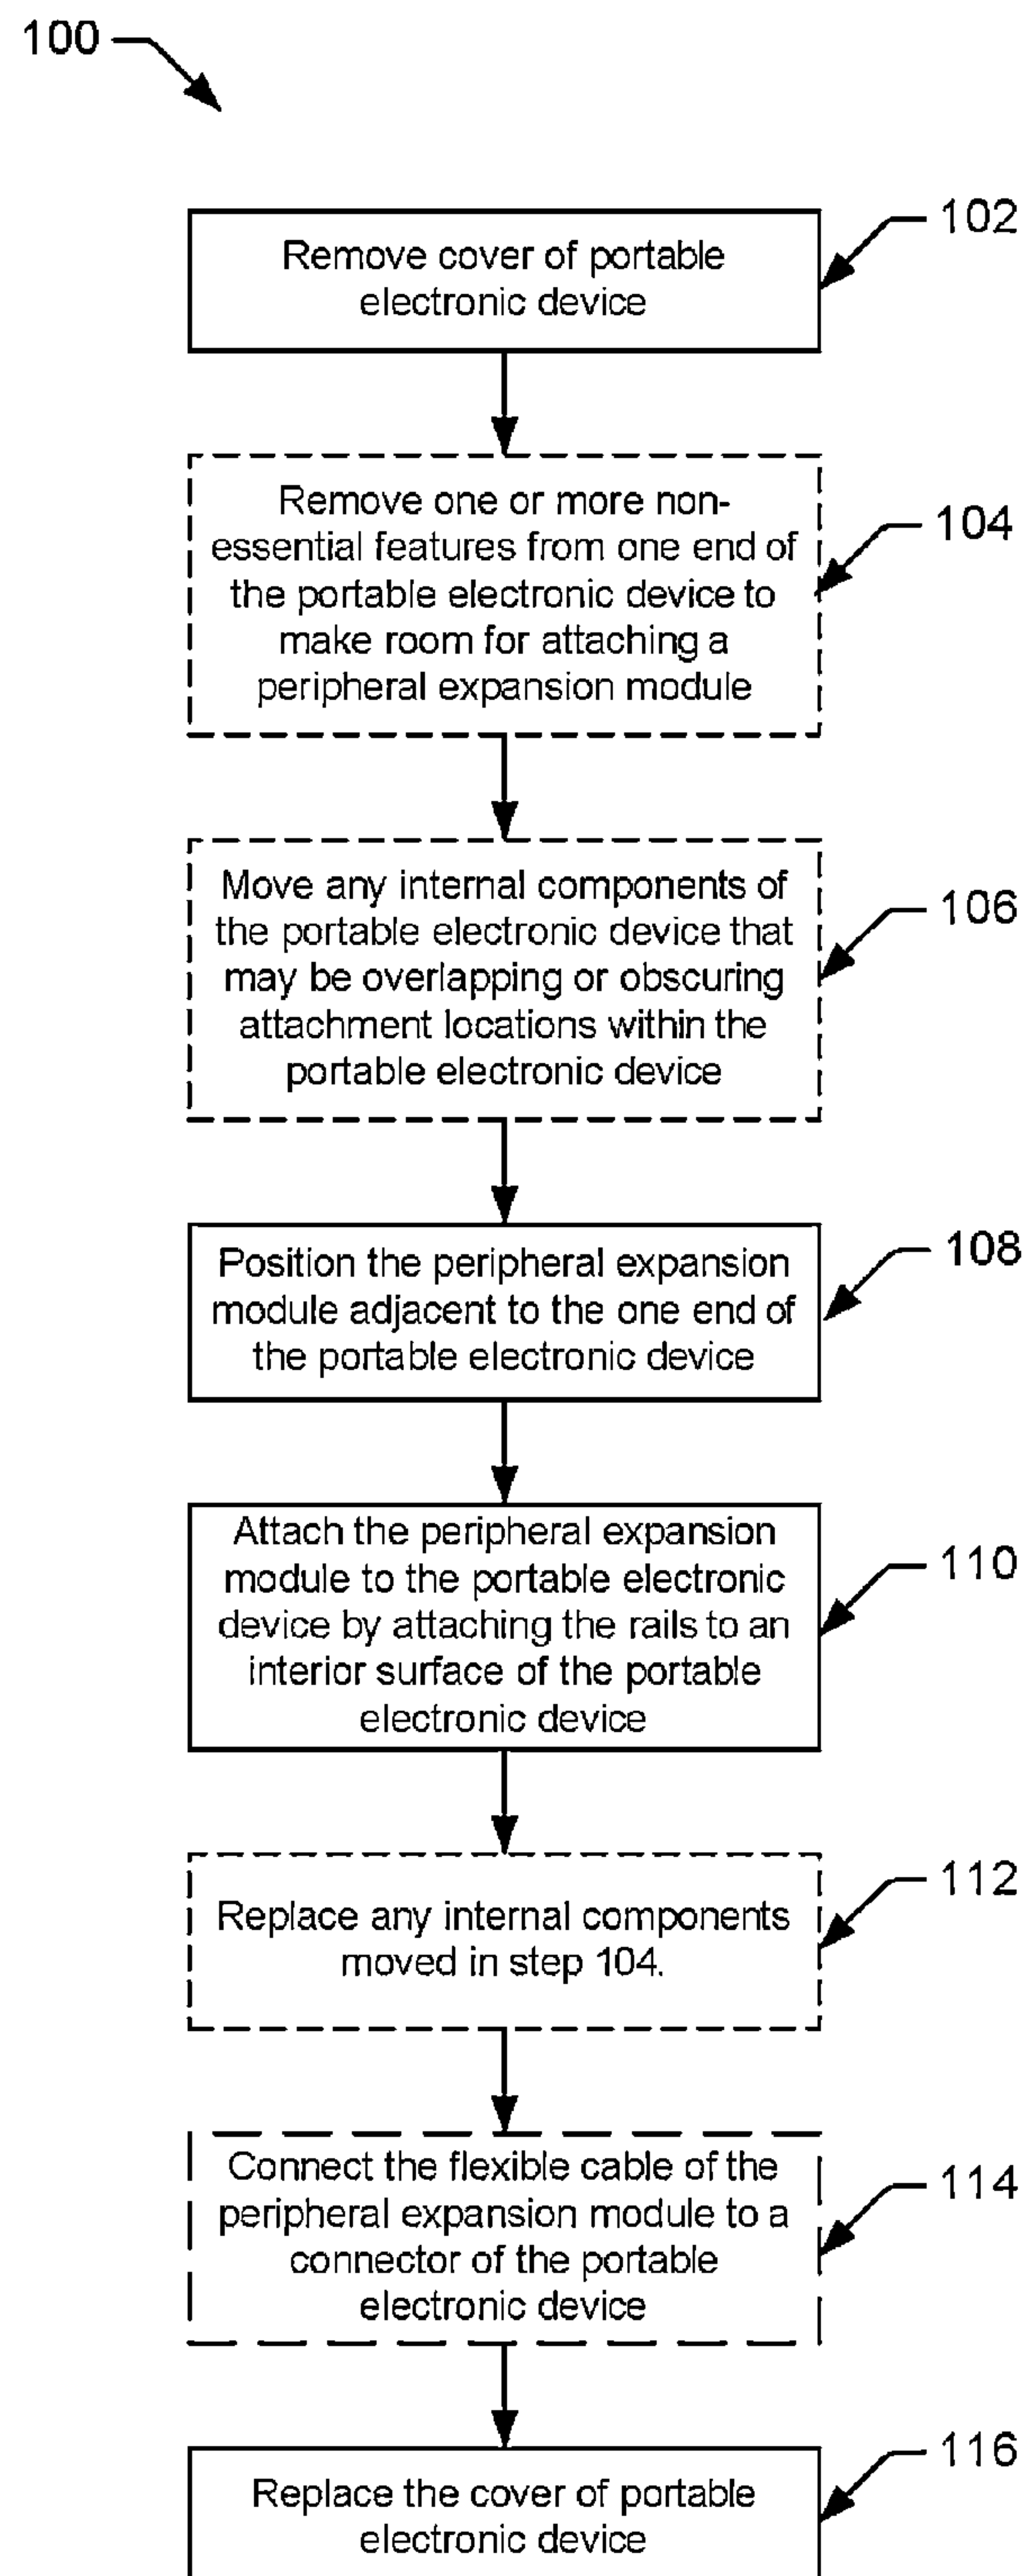 100
Remove cover of portable
electronic device
102
Remove one or more non-
essential features from one end of
the portable electronic device to
make room for attaching a
peripheral expansion module
104
Move any internal components of
the portable electronic device that
may be overlapping or obscuring
attachment locations within the
portable electronic device
106
Position the peripheral expansion
module adjacent to the one end of
the portable electronic device
108
Attach the peripheral expansion
module to the portable electronic
device by attaching the rails to an
interior surface of the portable
electronic device
110
Replace any internal components
moved in step 104.
112
Connect the flexible cable of the
peripheral expansion module to a
connector of the portable
electronic device
114
Replace the cover of portable
electronic device
116